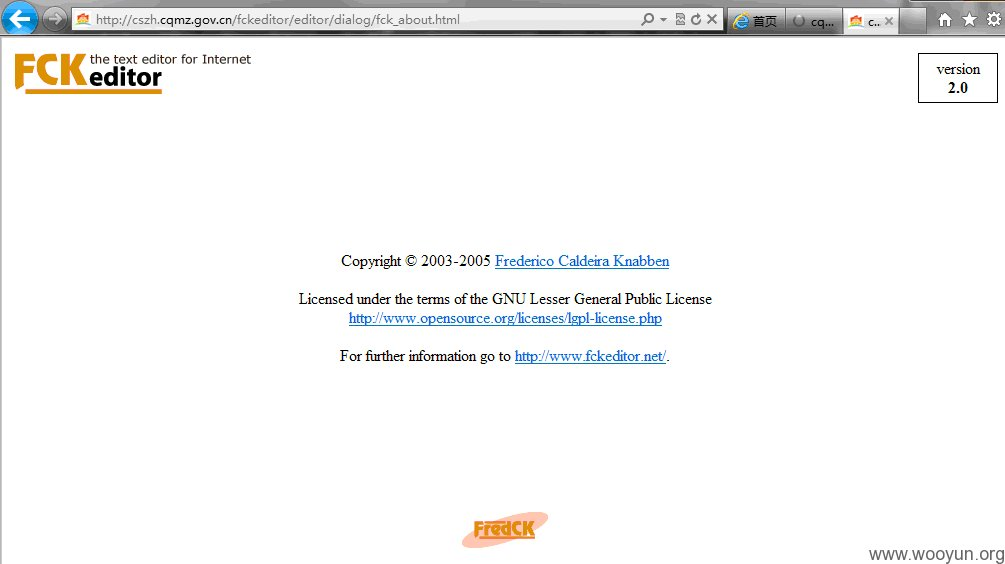 http://cszh.cqmz.gov.cn/fckeditor/editor/dialog/fck_about.html
首页
cq...
c...
FCKeditor
the text editor for Internet
version
2.0
Copyright © 2003-2005 Frederico Caldeira Knabben
Licensed under the terms of the GNU Lesser General Public License
http://www.opensource.org/licenses/lgpl-license.php
For further information go to http://www.fckeditor.net/.
FredCK
www.wooyun.org